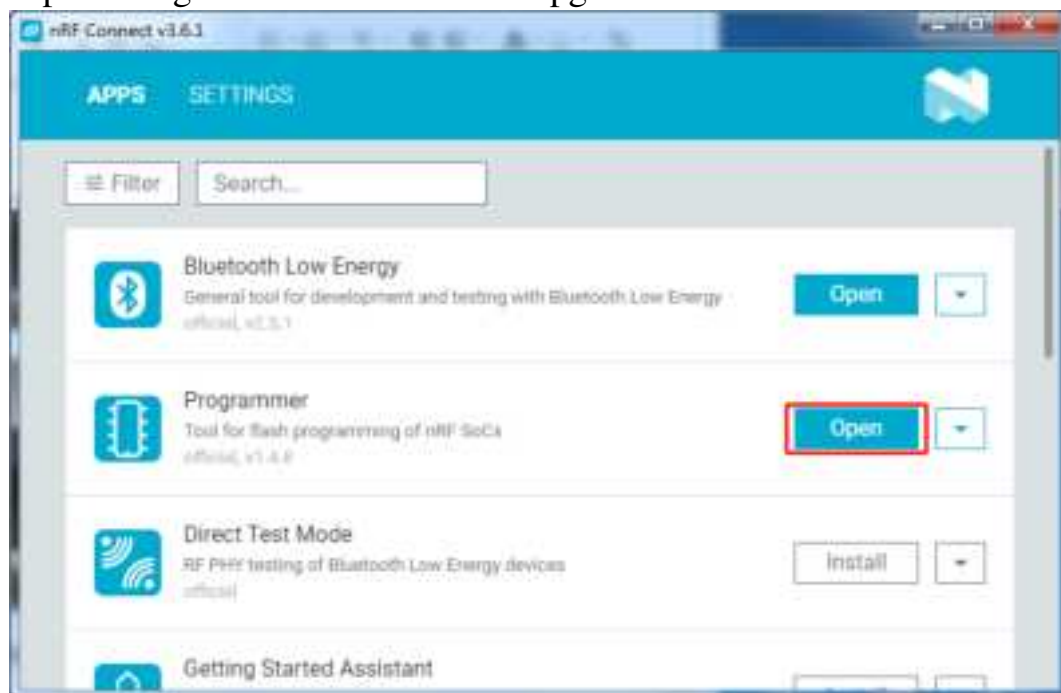 nRF Connect v3.6.1
APPS SETTINGS
Filter Search...
Bluetooth Low Energy
General tool for development and testing with Bluetooth Low Energy
Open
Programmer
Tool for flash programming of nRF SoCs
Open
Direct Test Mode
RF PHY testing of Bluetooth Low Energy devices
official
Install
Getting Started Assistant